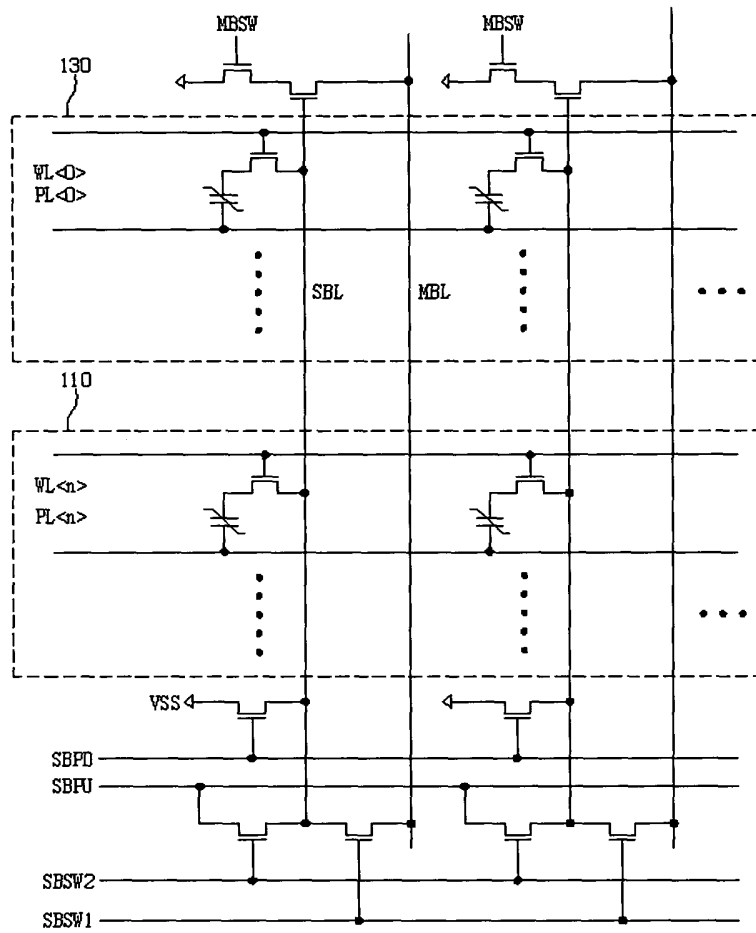 MBSW MBSW
130
WL<0>
PL<0>
SBL MBL
110
WL<n>
PL<n>
VSS
SBPD
SBPU
SBSW2
SBSW1